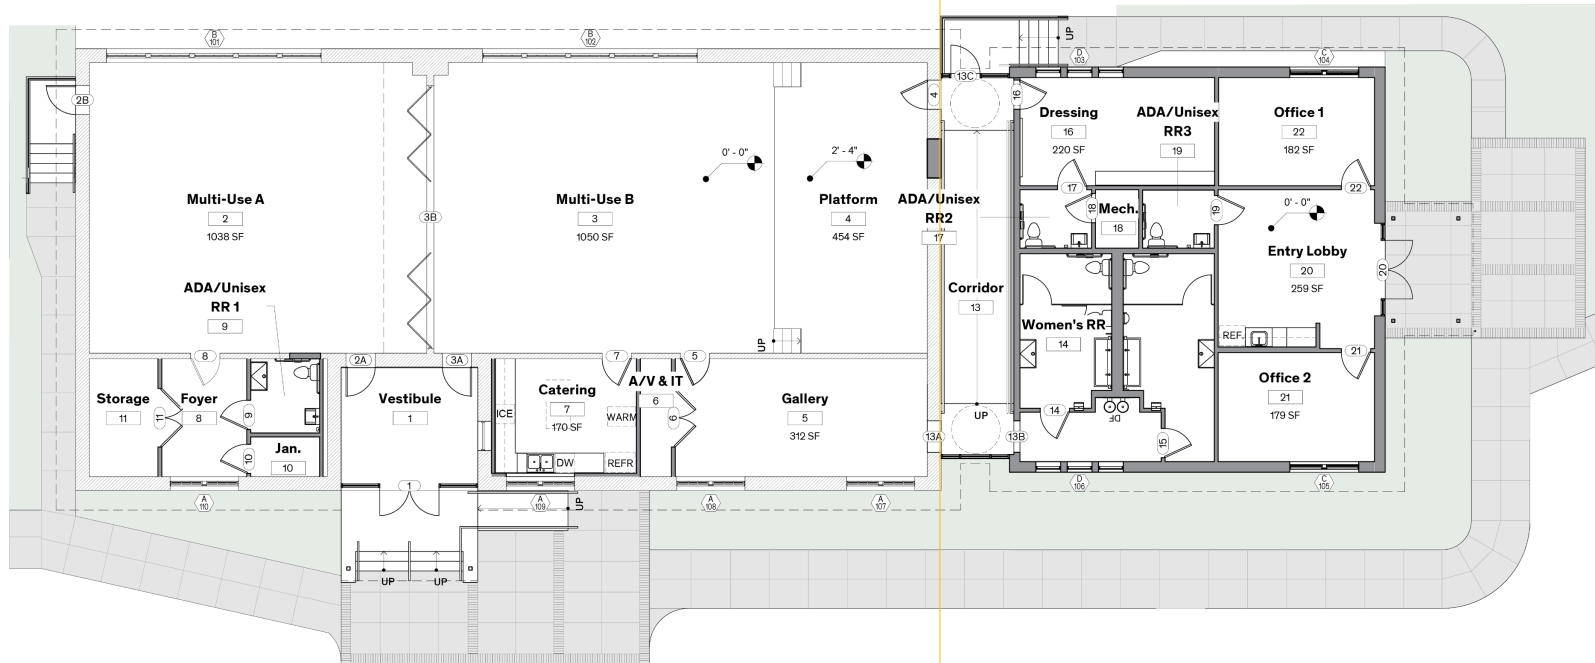 B
101
B
102
D
103
C
104
UP
2B
13C
4
16
Multi-Use A
2
1038 SF
3B
Multi-Use B
3
1050 SF
0' - 0"
2' - 4"
Platform
4
454 SF
UP
ADA/Unisex
RR2
17
Dressing
16
220 SF
17
ADA/Unisex
RR3
19
Office 1
22
182 SF
22
18
Mech.
18
19
0' - 0"
Entry Lobby
20
259 SF
20
REF.
ADA/Unisex
RR 1
9
Corridor
13
UP
Women's RR
14
14
DF
15
21
Office 2
21
179 SF
8
2A
3A
7
5
Storage
11
11
Foyer
8
9
10
Jan.
10
Vestibule
1
1
ICE
Catering
7
170 SF
WARM
DW
REFR
A/V & IT
6
6
Gallery
5
312 SF
13A
13B
A
110
A
109
UP
A
108
A
107
D
106
C
105
UP
UP